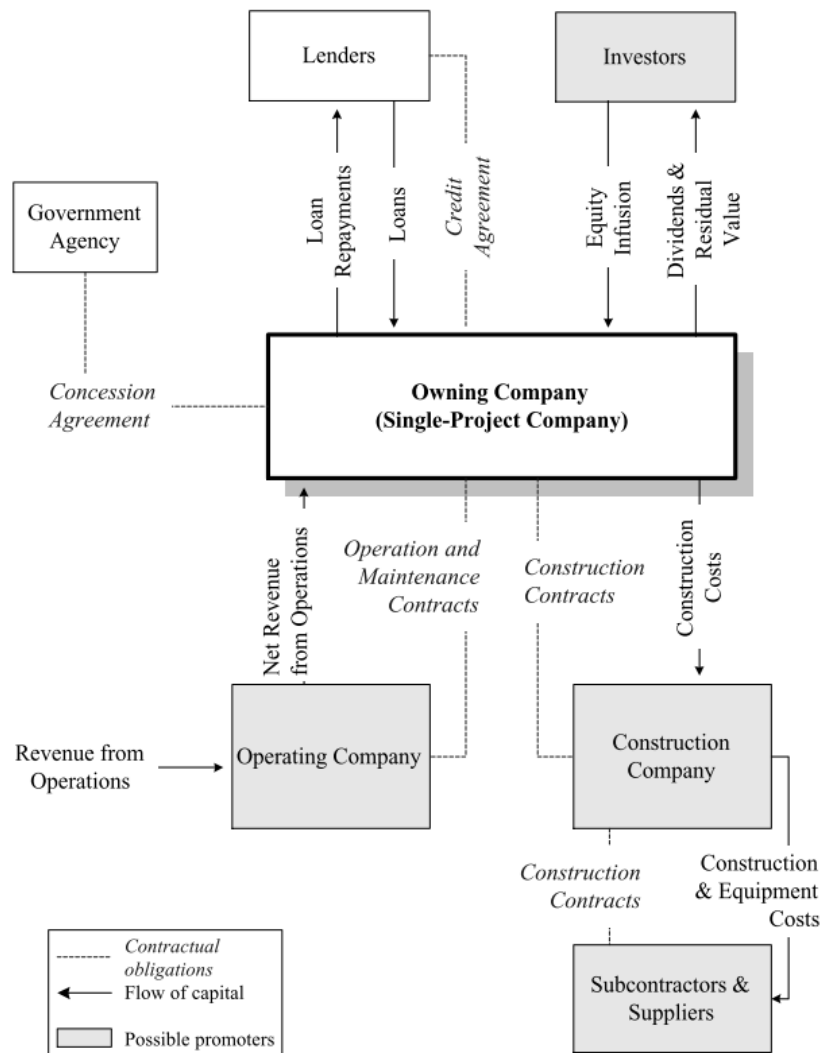 Lenders
Investors
Government
Agency
Loan
Repayments
Loans
Credit
Agreement
Equity
Infusion
Dividends &
Residual
Value
Concession
Agreement
Owning Company
(Single-Project Company)
Net Revenue
from Operations
Operation and
Maintenance
Contracts
Construction
Contracts
Construction
Costs
Revenue from
Operations
Operating Company
Construction
Company
Construction
Contracts
Construction
& Equipment
Costs
Subcontractors &
Suppliers
Contractual
obligations
Flow of capital
Possible promoters